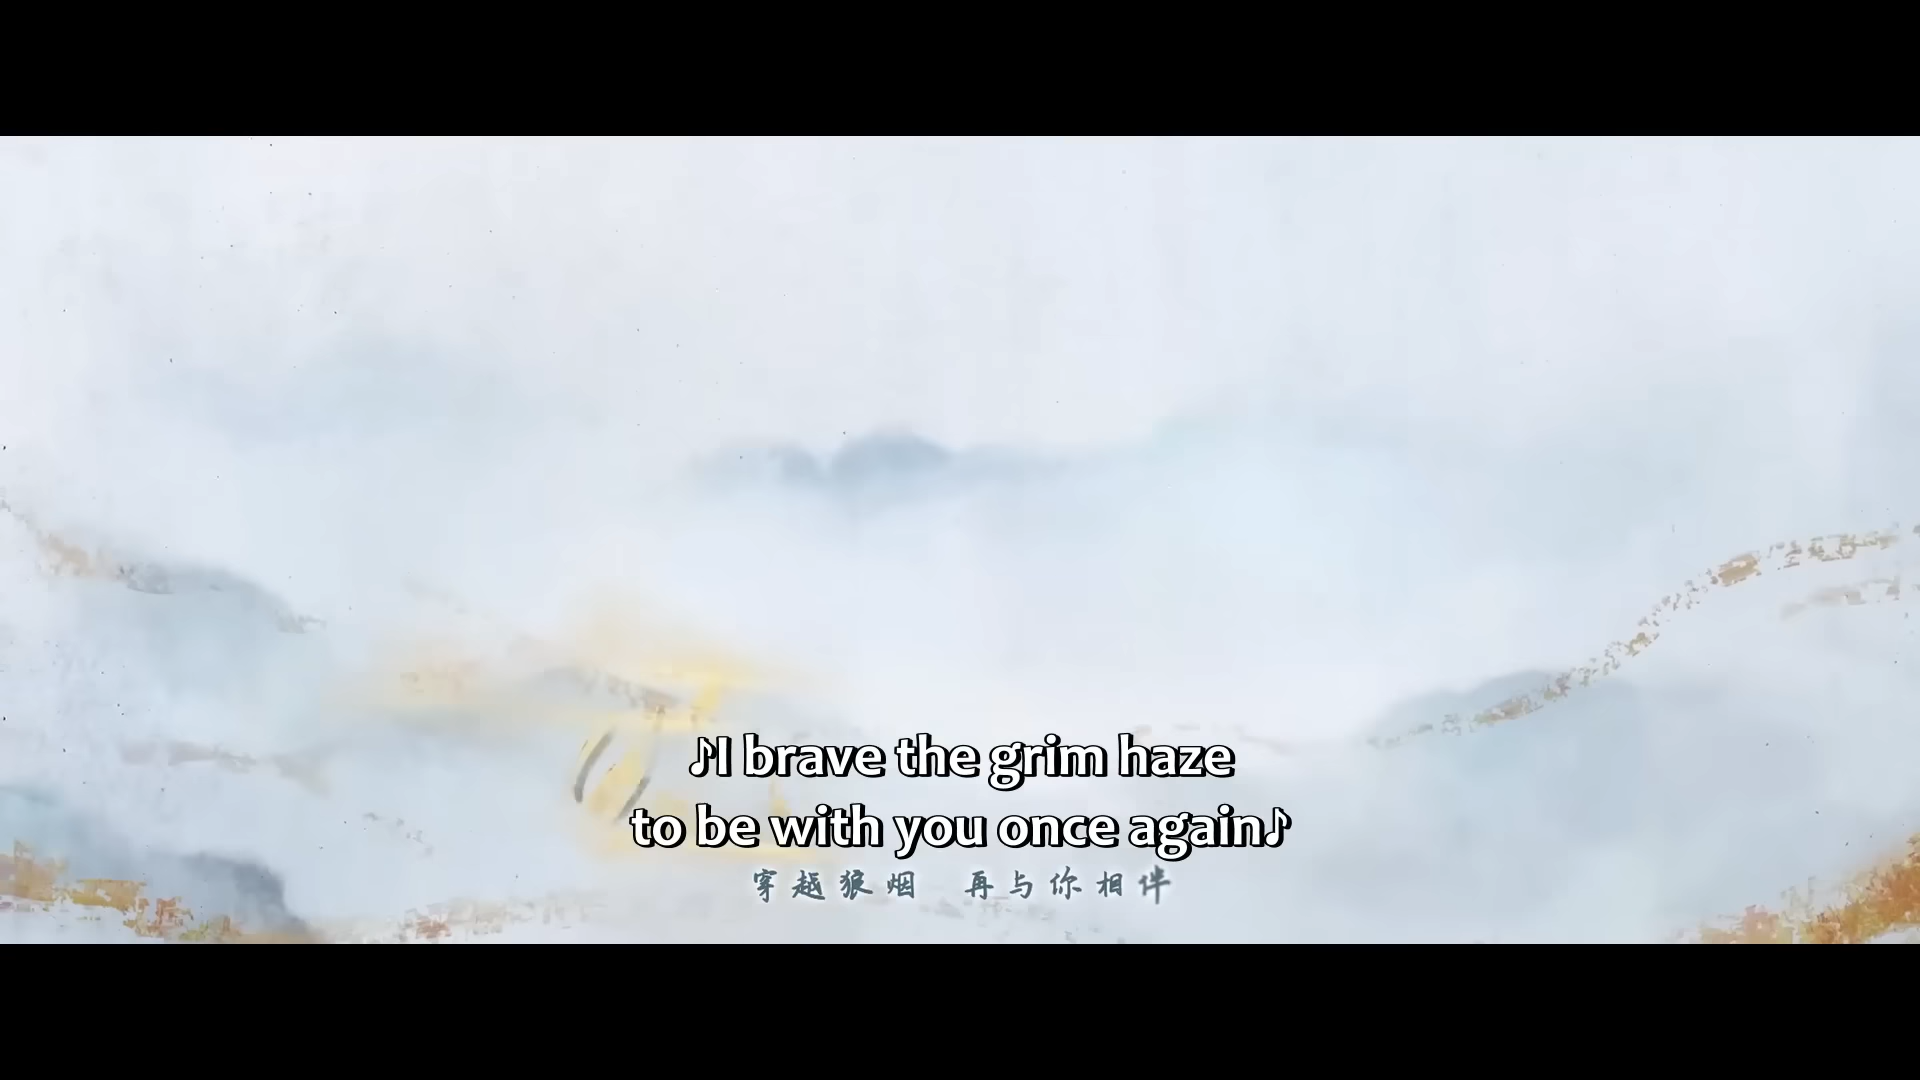 ♪I brave the grim haze
to be with you once again♪
穿越狼烟 再与你相伴